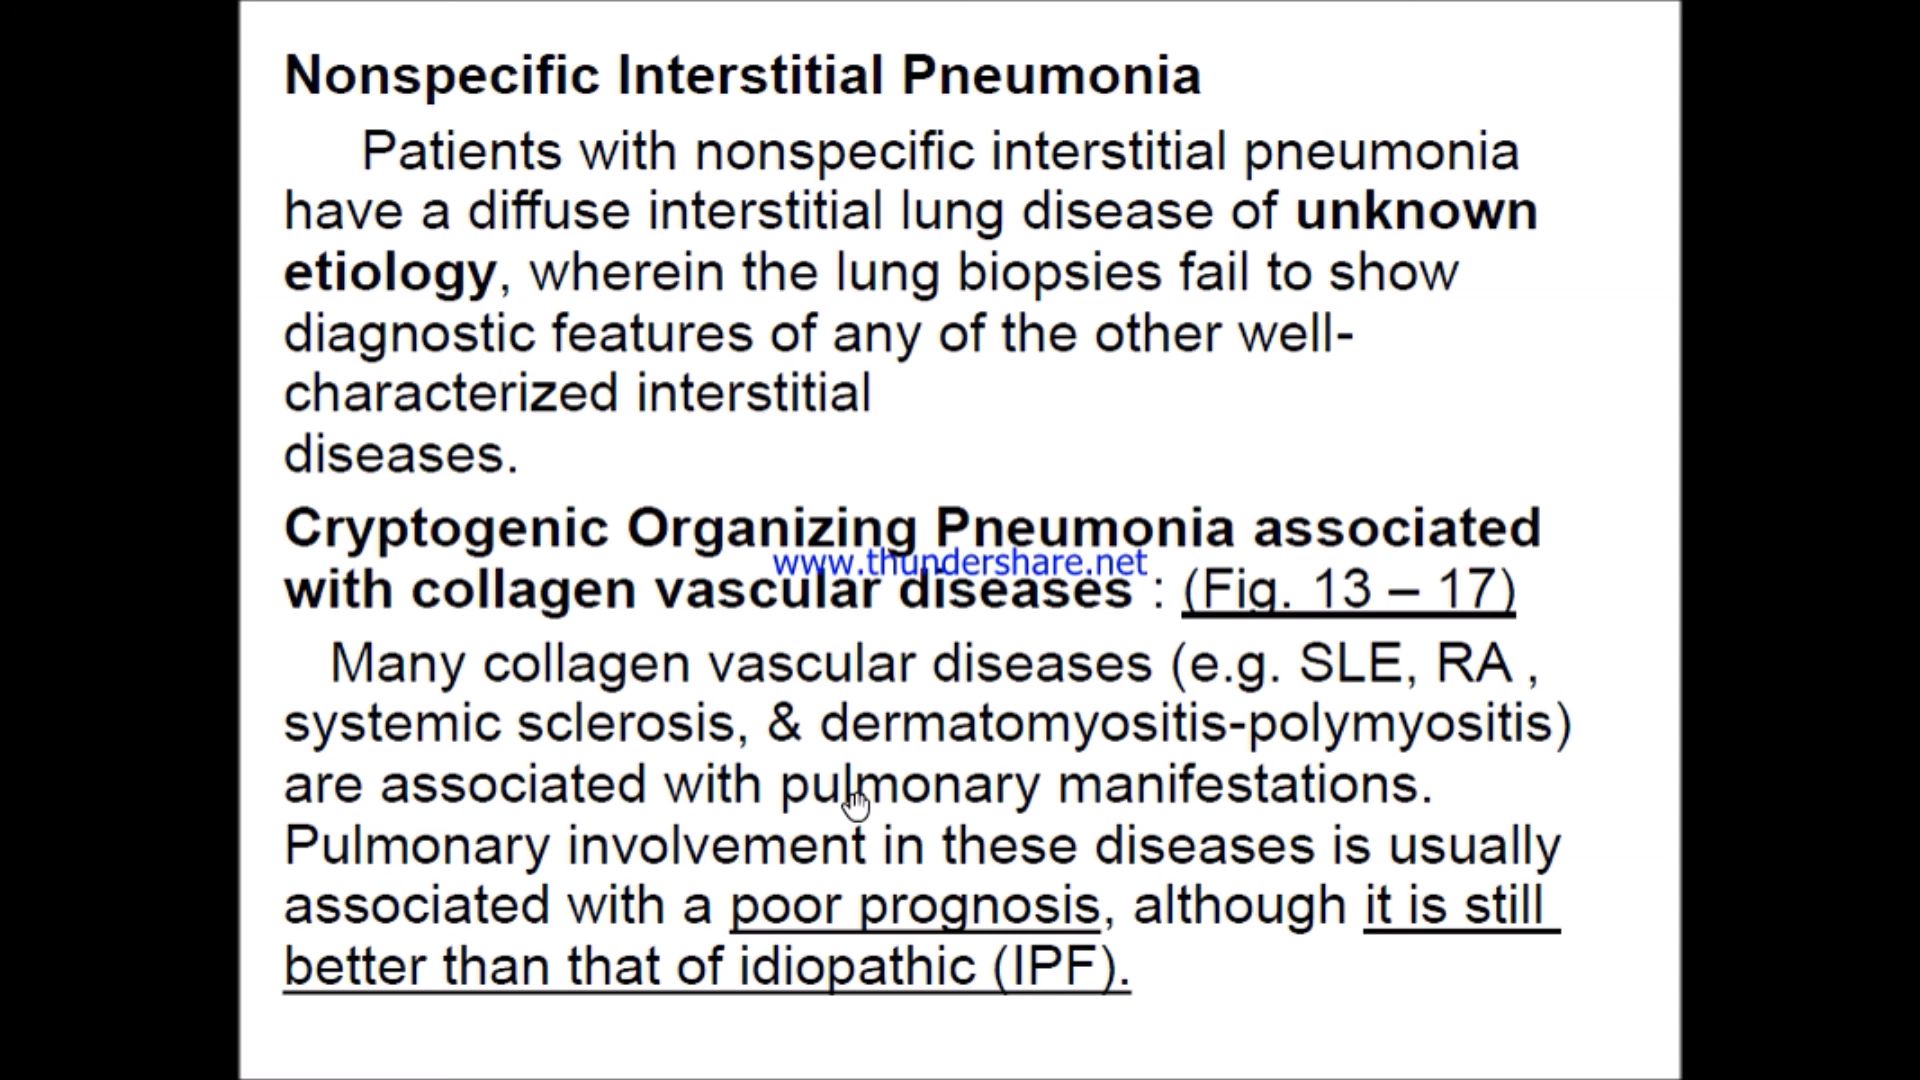 Nonspecific Interstitial Pneumonia
Patients with nonspecific interstitial pneumonia
have a diffuse interstitial lung disease of unknown
etiology, wherein the lung biopsies fail to show
diagnostic features of any of the other well-
characterized interstitial
diseases.
Cryptogenic Organizing Pneumonia associated
www.thundershare.net
with collagen vascular diseases : (Fig. 13 – 17)
Many collagen vascular diseases (e.g. SLE, RA ,
systemic sclerosis, & dermatomyositis-polymyositis)
are associated with pulmonary manifestations.
Pulmonary involvement in these diseases is usually
associated with a poor prognosis, although it is still
better than that of idiopathic (IPF).